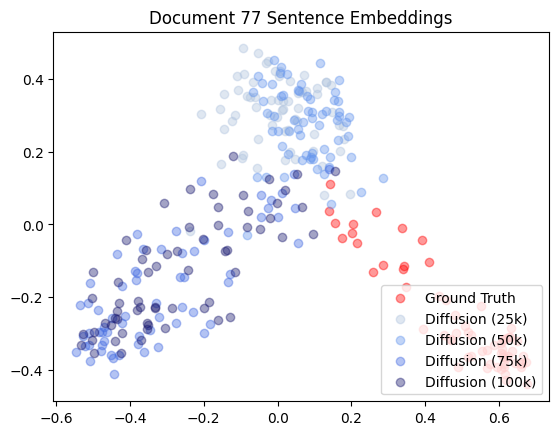 Document 77 Sentence Embeddings
0.4
0.2
0.0
−0.2
−0.4
Ground Truth
Diffusion (25k)
Diffusion (50k)
Diffusion (75k)
Diffusion (100k)
−0.6 −0.4 −0.2 0.0 0.2 0.4 0.6